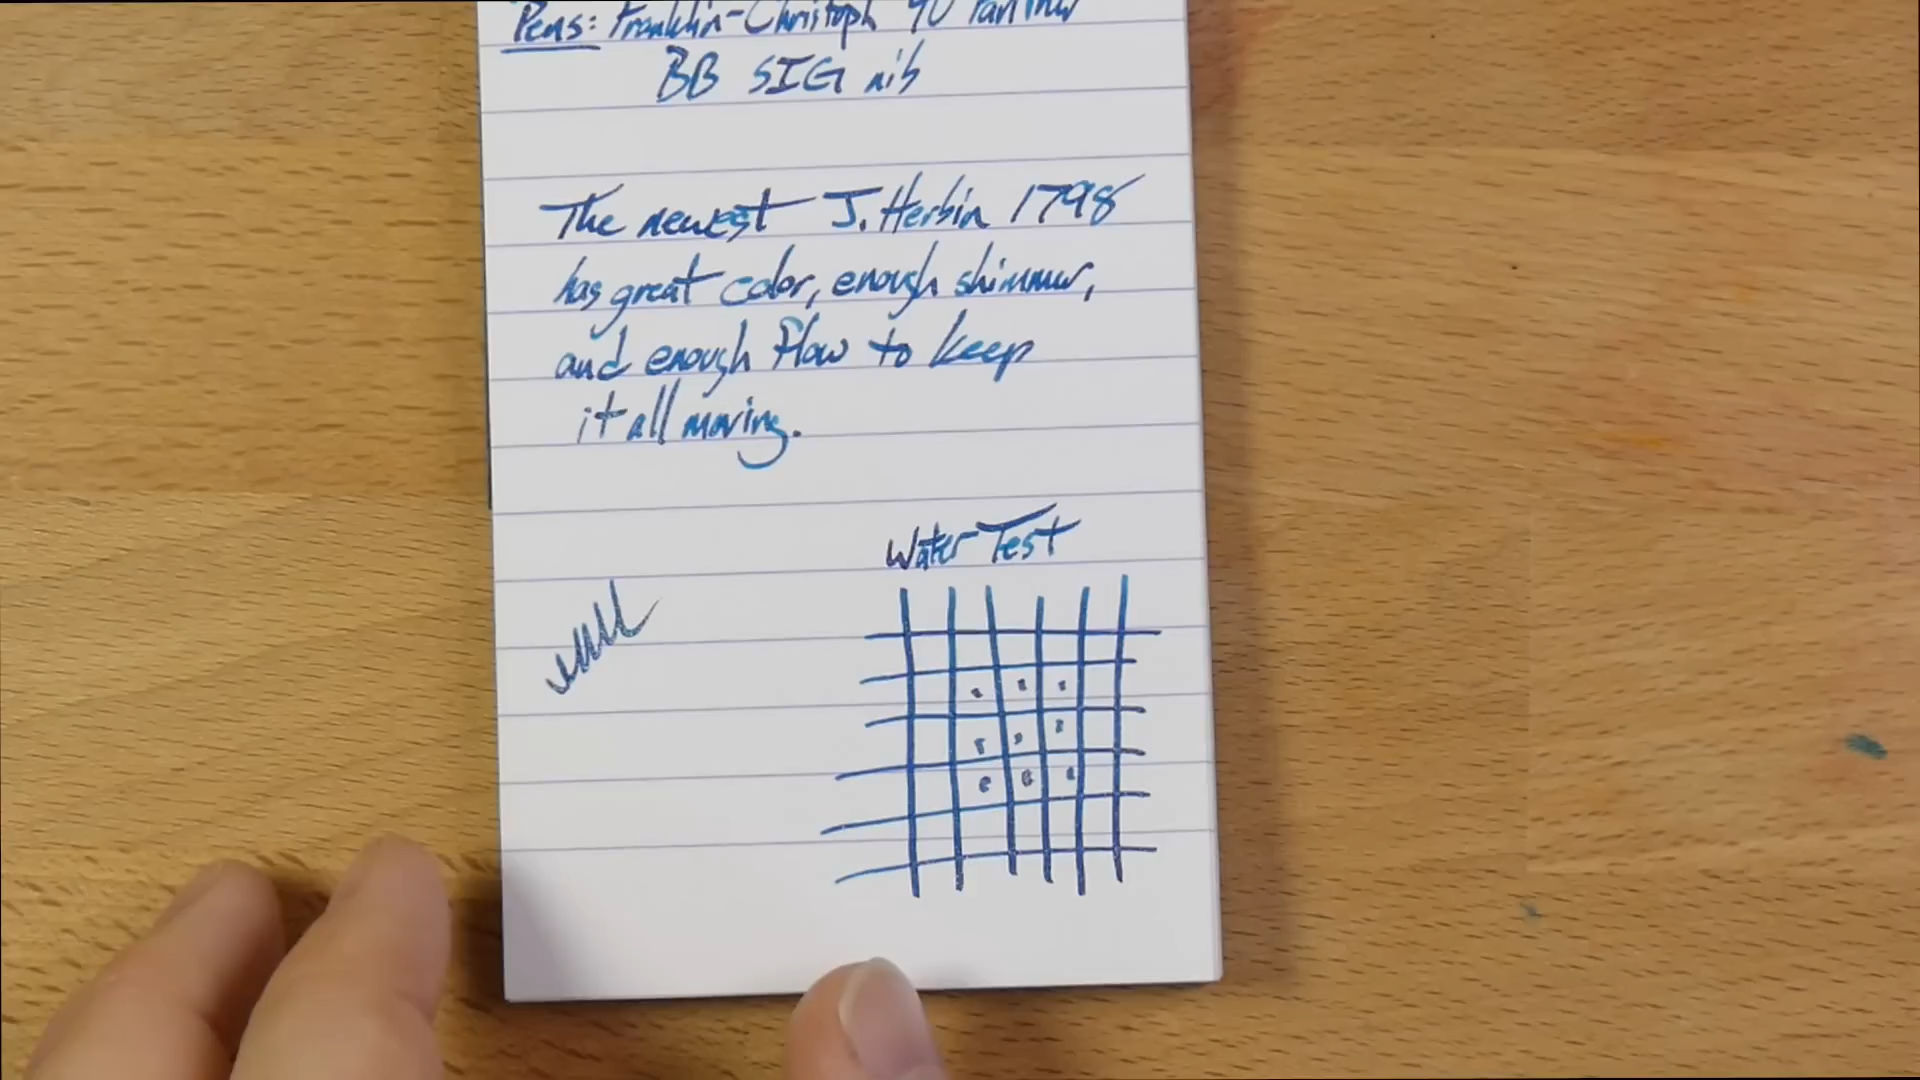 Pens: Franklin-Christoph 90
BB SIG nib
The newest J. Herbin 1798
has great color, enough shimmer,
and enough flow to keep
it all moving.
Water Test